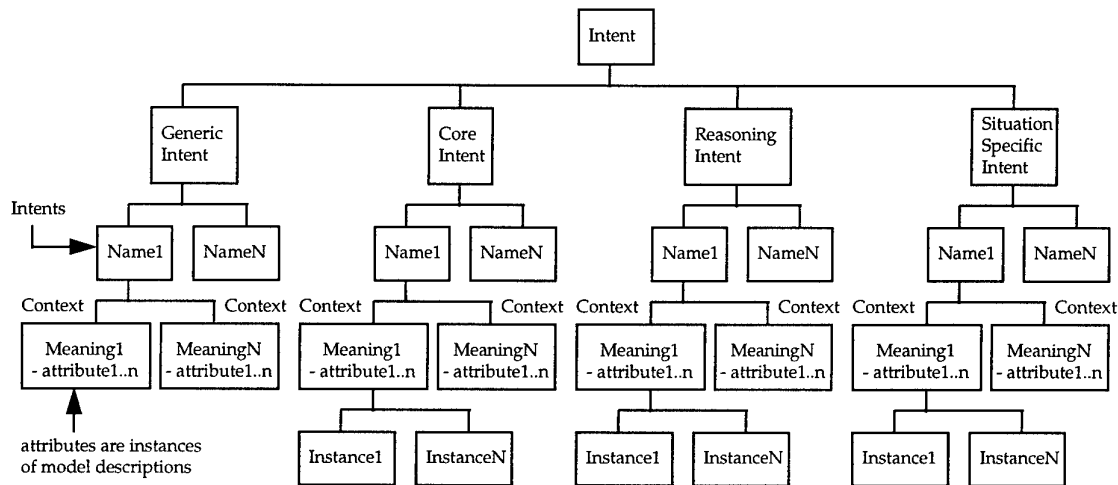 Intent
Generic
Intent
Core
Intent
Reasoning
Intent
Situation
Specific
Intent
Intents
Name1
NameN
Name1
NameN
Name1
NameN
Name1
NameN
Context
Context
Context
Context
Context
Context
Context
Context
Meaning1
- attribute1..n
MeaningN
- attribute1..n
Meaning1
- attribute1..n
MeaningN
- attribute1..n
Meaning1
- attribute1..n
MeaningN
- attribute1..n
Meaning1
- attribute1..n
MeaningN
- attribute1..n
attributes are instances
of model descriptions
Instance1
InstanceN
Instance1
InstanceN
Instance1
InstanceN